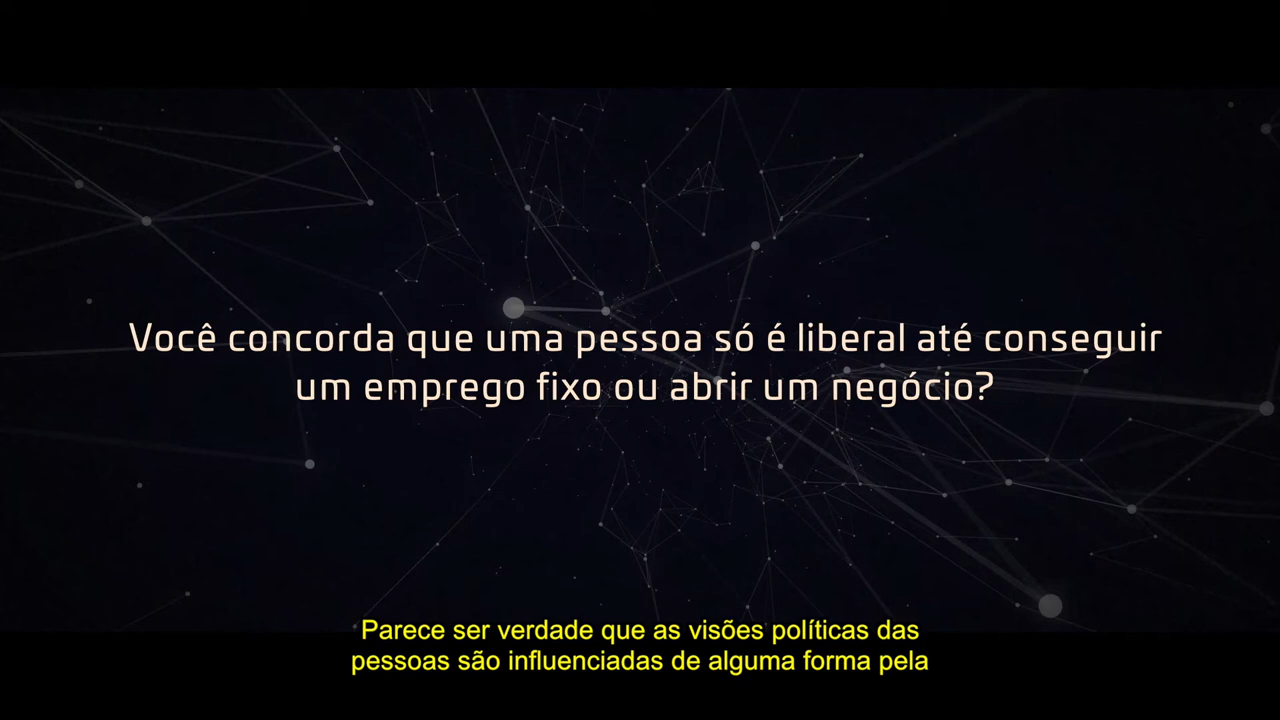 Você concorda que uma pessoa só é liberal até conseguir
um emprego fixo ou abrir um negócio?
Parece ser verdade que as visões políticas das
pessoas são influenciadas de alguma forma pela